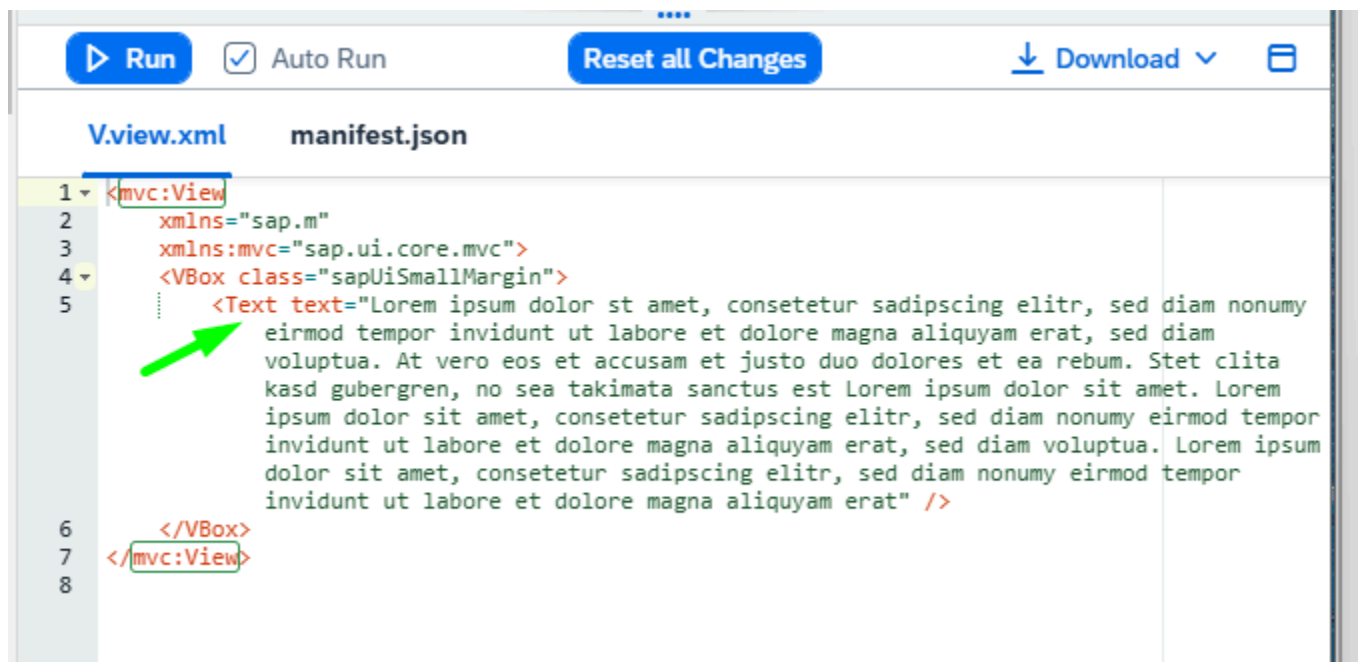 Run Auto Run Reset all Changes Download
V.view.xml manifest.json
1 <mvc:View
2 xmlns="sap.m"
3 xmlns:mvc="sap.ui.core.mvc">
4 <VBox class="sapUiSmallMargin">
5 <Text text="Lorem ipsum dolor st amet, consetetur sadipscing elitr, sed diam nonumy
eirmod tempor invidunt ut labore et dolore magna aliquyam erat, sed diam
voluptua. At vero eos et accusam et justo duo dolores et ea rebum. Stet clita
kasd gubergren, no sea takimata sanctus est Lorem ipsum dolor sit amet. Lorem
ipsum dolor sit amet, consetetur sadipscing elitr, sed diam nonumy eirmod tempor
invidunt ut labore et dolore magna aliquyam erat, sed diam voluptua. Lorem ipsum
dolor sit amet, consetetur sadipscing elitr, sed diam nonumy eirmod tempor
invidunt ut labore et dolore magna aliquyam erat" />
6 </VBox>
7 </mvc:View>
8